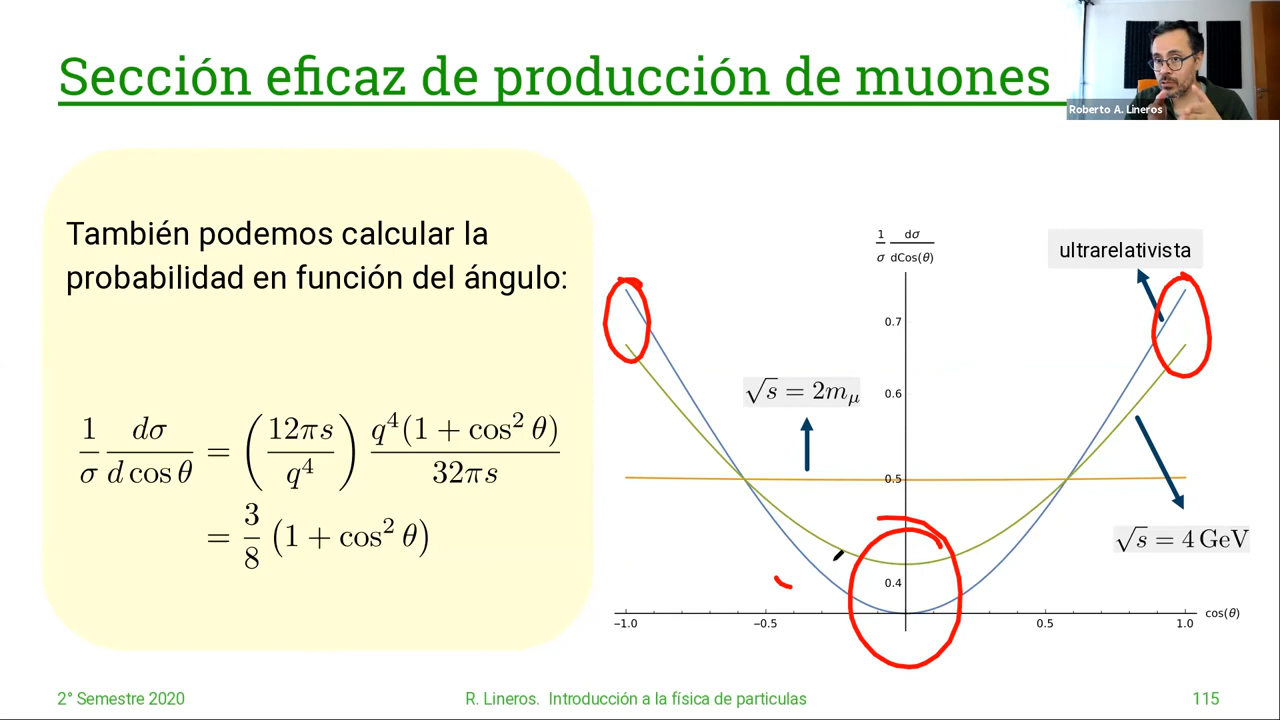 Sección eficaz de producción de muones
Roberto A. Lineros
También podemos calcular la
probabilidad en función del ángulo:
1/σ dσ/(d cos θ) = (12πs/q⁴) q⁴(1 + cos² θ)/(32πs)
= 3/8 (1 + cos² θ)
1/σ dσ/dCos(θ)
ultrarelativista
0.7
√s = 2mμ
0.6
0.5
√s = 4 GeV
0.4
cos(θ)
−1.0 −0.5 0.5 1.0
2° Semestre 2020
R. Lineros. Introducción a la física de particulas
115